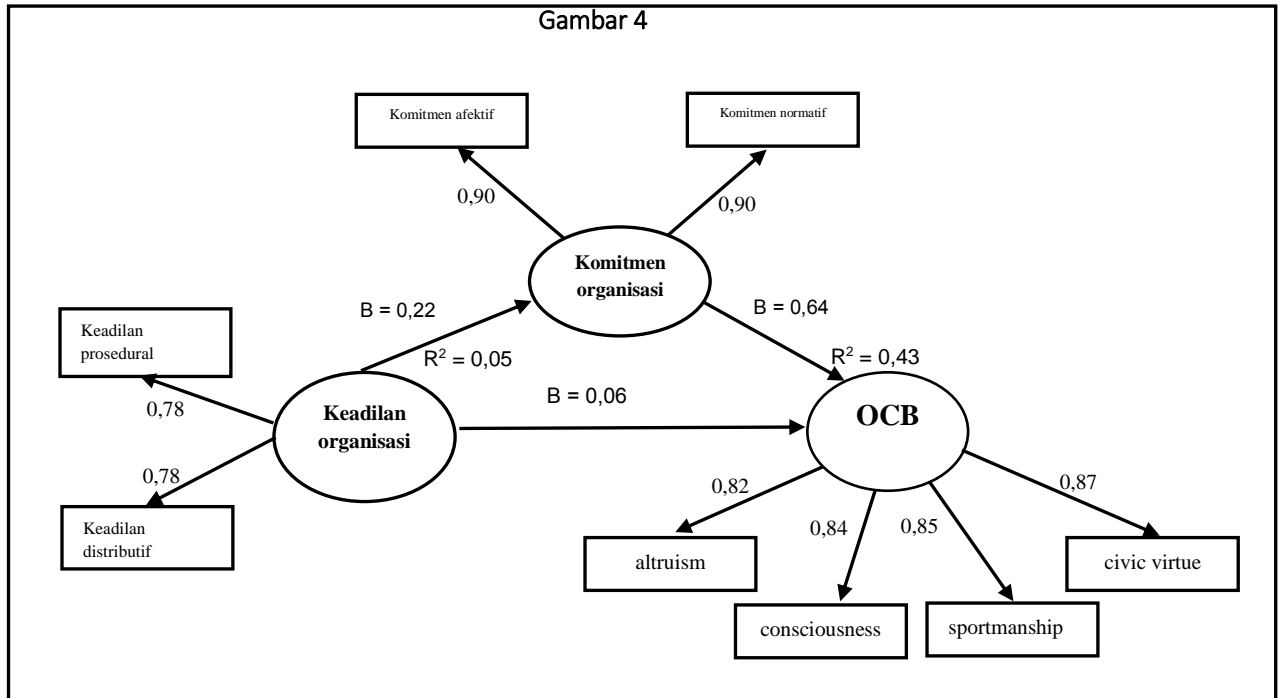 Gambar 4
Komitmen afektif
Komitmen normatif
0,90
0,90
Komitmen
organisasi
B = 0,22
B = 0,64
Keadilan
prosedural
R² = 0,05
R² = 0,43
0,78
B = 0,06
Keadilan
organisasi
OCB
0,78
0,82
0,84
0,85
0,87
Keadilan
distributif
altruism
civic virtue
consciousness
sportmanship